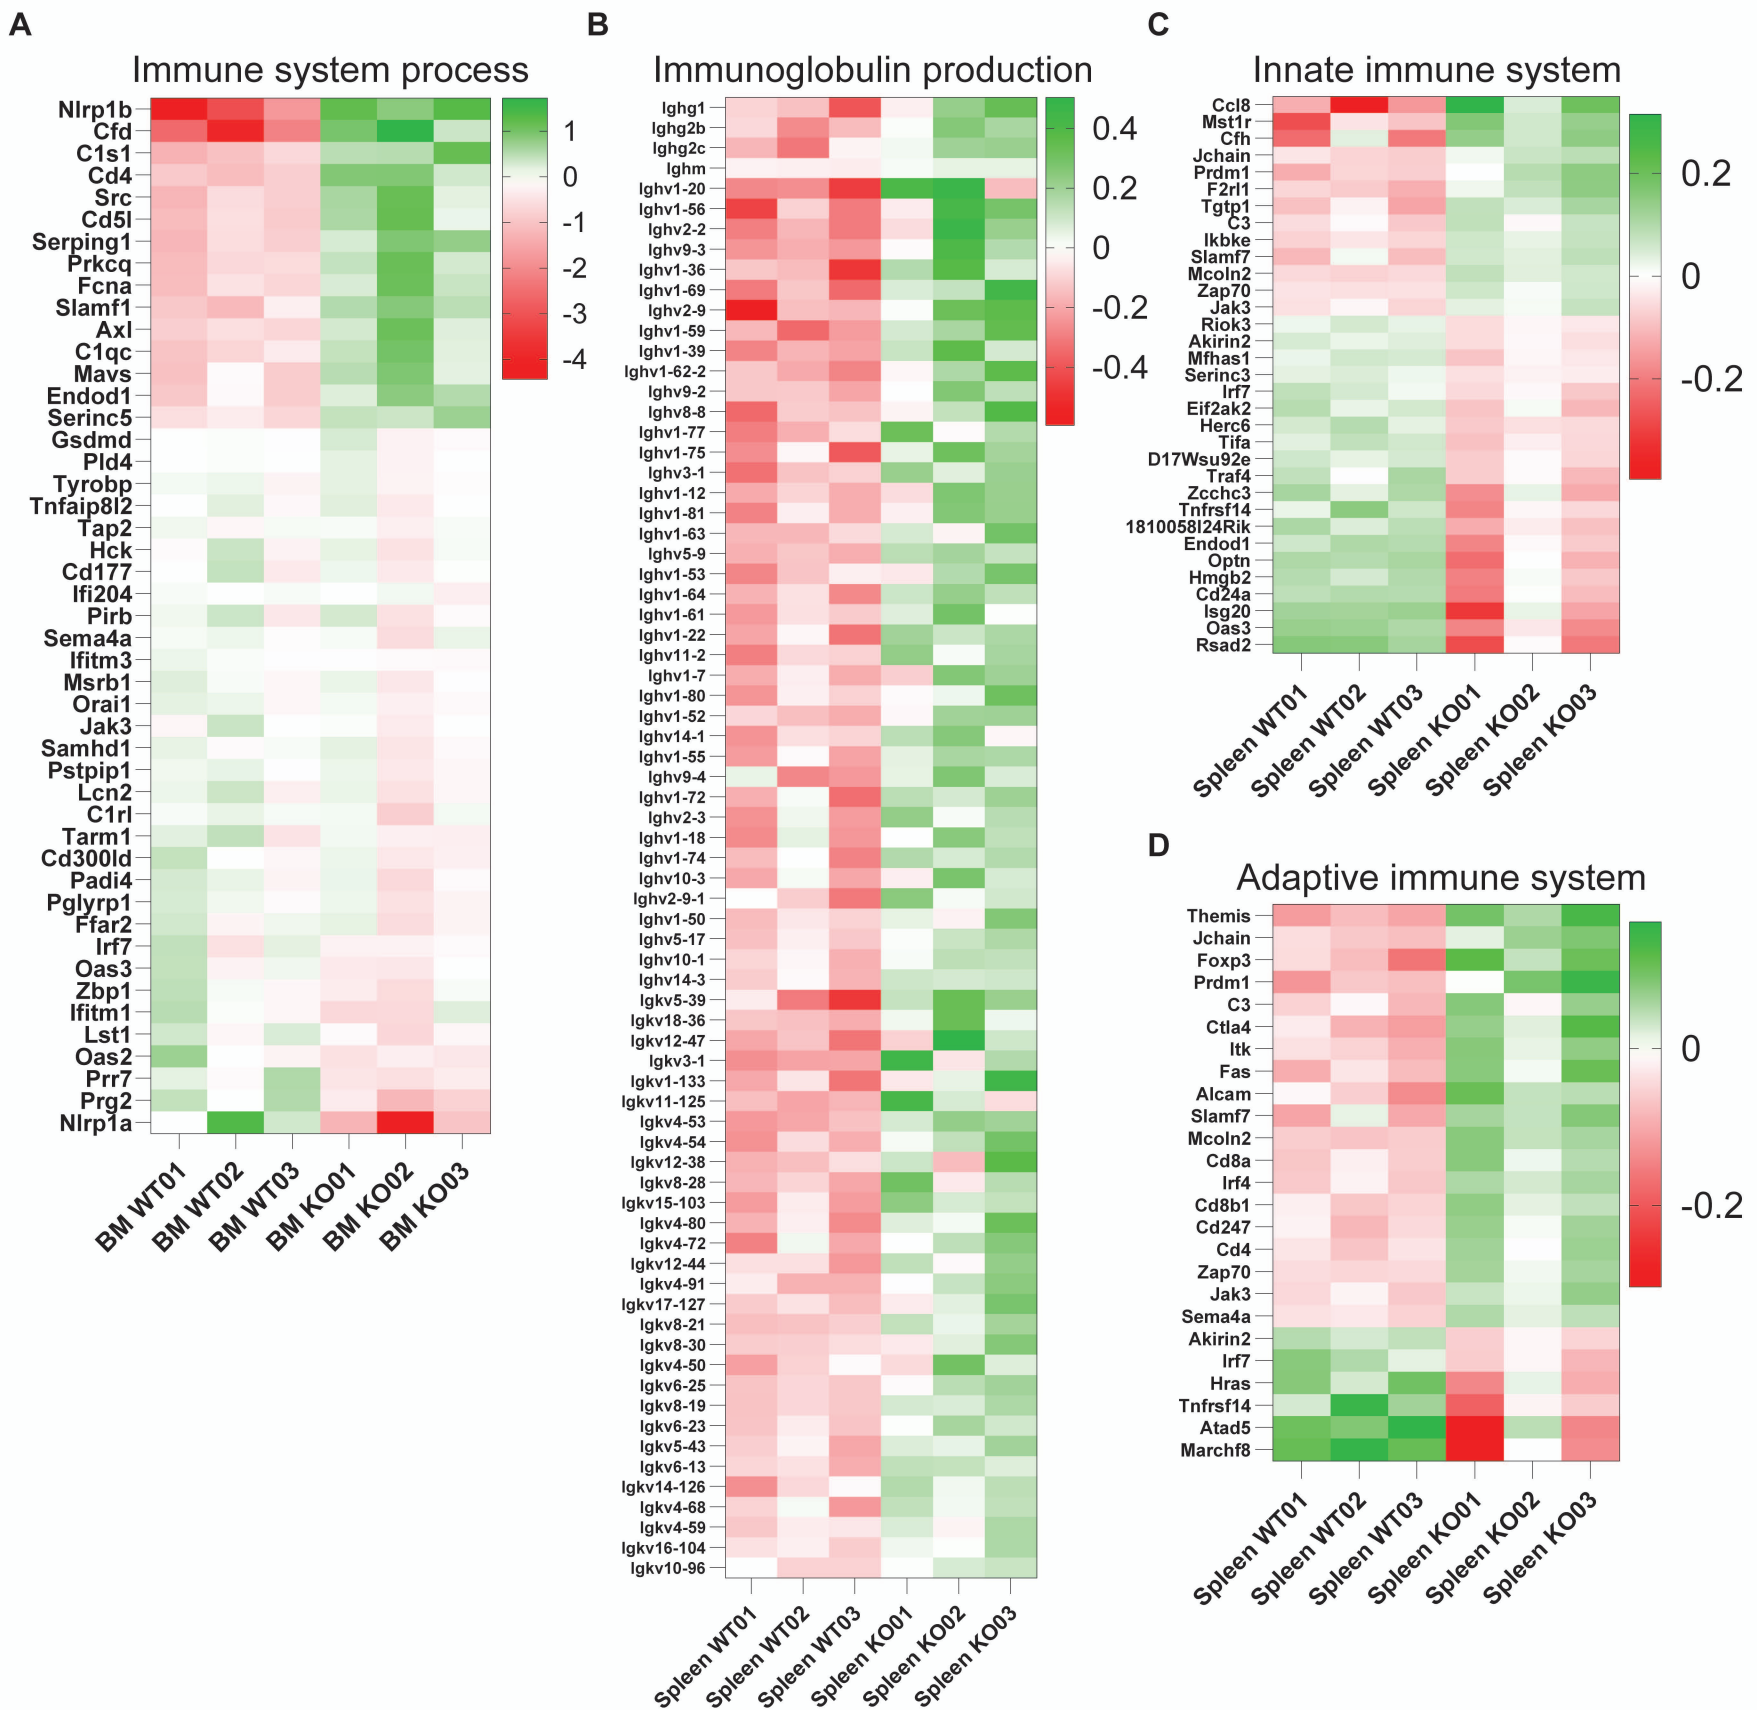 A
Immune system process
Nlrp1b
Cfd
C1s1
Cd4
Src
Cd5l
Serping1
Prkcq
Fcna
Slamf1
Axl
C1qc
Mavs
Endod1
Serinc5
Gsdmd
Pld4
Tyrobp
Tnfaip8l2
Tap2
Hck
Cd177
Ifi204
Pirb
Sema4a
Ifitm3
Msrb1
Orai1
Jak3
Samhd1
Pstpip1
Lcn2
C1rl
Tarm1
Cd300ld
Padi4
Pglyrp1
Ffar2
Irf7
Oas3
Zbp1
Ifitm1
Lst1
Oas2
Prr7
Prg2
Nlrp1a
1
0
-1
-2
-3
-4
BM WT01
BM WT02
BM WT03
BM KO01
BM KO02
BM KO03
B
Immunoglobulin production
Ighg1
Ighg2b
Ighg2c
Ighm
Ighv1-20
Ighv1-56
Ighv2-2
Ighv9-3
Ighv1-36
Ighv1-69
Ighv2-9
Ighv1-59
Ighv1-39
Ighv1-62-2
Ighv9-2
Ighv8-8
Ighv1-77
Ighv1-75
Ighv3-1
Ighv1-12
Ighv1-81
Ighv1-63
Ighv5-9
Ighv1-53
Ighv1-64
Ighv1-61
Ighv1-22
Ighv11-2
Ighv1-7
Ighv1-80
Ighv1-52
Ighv14-1
Ighv1-55
Ighv9-4
Ighv1-72
Ighv2-3
Ighv1-18
Ighv1-74
Ighv10-3
Ighv2-9-1
Ighv1-50
Ighv5-17
Ighv10-1
Ighv14-3
Igkv5-39
Igkv18-36
Igkv12-47
Igkv3-1
Igkv1-133
Igkv11-125
Igkv4-53
Igkv4-54
Igkv12-38
Igkv8-28
Igkv15-103
Igkv4-80
Igkv4-72
Igkv12-44
Igkv4-91
Igkv17-127
Igkv8-21
Igkv8-30
Igkv4-50
Igkv6-25
Igkv8-19
Igkv6-23
Igkv5-43
Igkv6-13
Igkv14-126
Igkv4-68
Igkv4-59
Igkv16-104
Igkv10-96
0.4
0.2
0
-0.2
-0.4
Spleen WT01
Spleen WT02
Spleen WT03
Spleen KO01
Spleen KO02
Spleen KO03
C
Innate immune system
Ccl8
Mst1r
Cfh
Jchain
Prdm1
F2rl1
Tgtp1
C3
Ikbke
Slamf7
Mcoln2
Zap70
Jak3
Riok3
Akirin2
Mfhas1
Serinc3
Irf7
Eif2ak2
Herc6
Tifa
D17Wsu92e
Traf4
Zcchc3
Tnfrsf14
1810058I24Rik
Endod1
Optn
Hmgb2
Cd24a
Isg20
Oas3
Rsad2
0.2
0
-0.2
Spleen WT01
Spleen WT02
Spleen WT03
Spleen KO01
Spleen KO02
Spleen KO03
D
Adaptive immune system
Themis
Jchain
Foxp3
Prdm1
C3
Ctla4
Itk
Fas
Alcam
Slamf7
Mcoln2
Cd8a
Irf4
Cd8b1
Cd247
Cd4
Zap70
Jak3
Sema4a
Akirin2
Irf7
Hras
Tnfrsf14
Atad5
Marchf8
0
-0.2
Spleen WT01
Spleen WT02
Spleen WT03
Spleen KO01
Spleen KO02
Spleen KO03